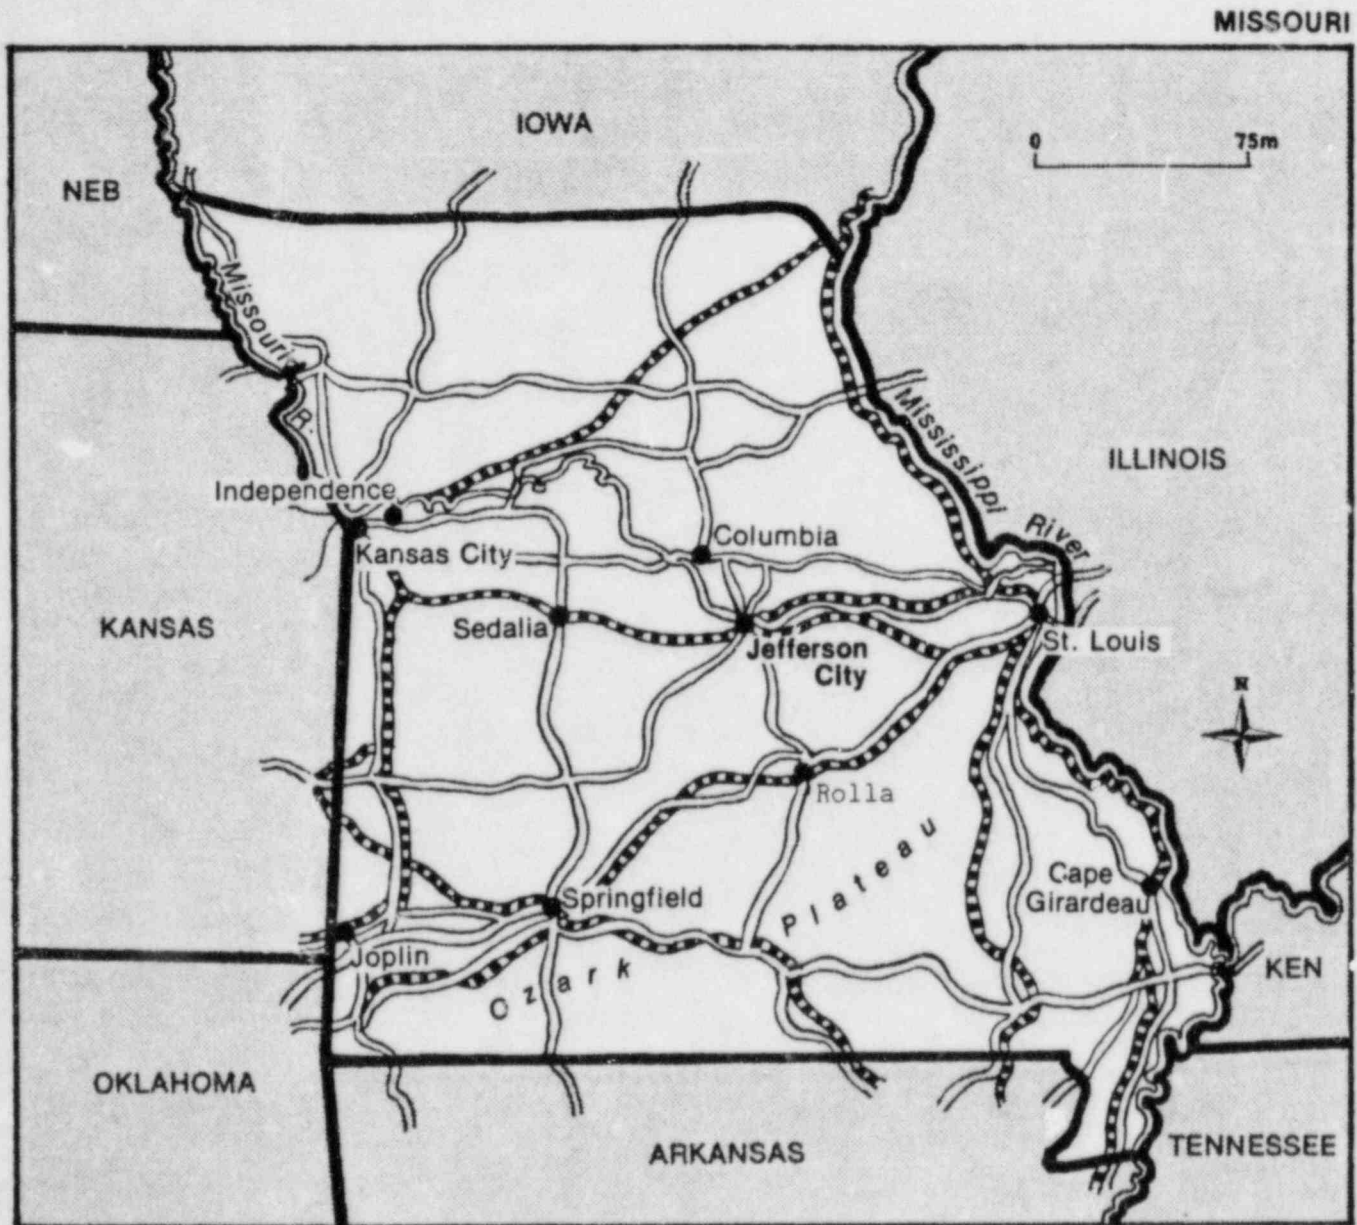 MISSOURI
IOWA
0 75m
NEB
Missouri
R.
Mississippi
River
ILLINOIS
Independence
Kansas City
Columbia
KANSAS
Sedalia
Jefferson
City
St. Louis
N
Rolla
Plateau
Cape
Girardeau
Springfield
Joplin
Ozark
KEN
OKLAHOMA
ARKANSAS
TENNESSEE